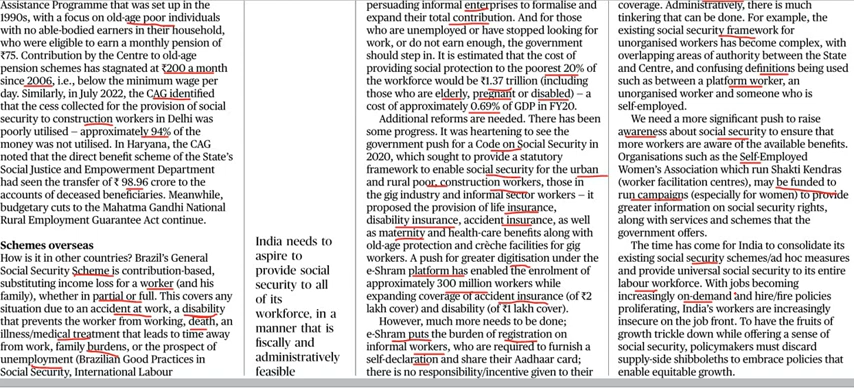 Assistance Programme that was set up in the
1990s, with a focus on old-age poor individuals
with no able-bodied earners in their household,
who were eligible to earn a monthly pension of
₹75. Contribution by the Centre to old-age
pension schemes has stagnated at ₹200 a month
since 2006, i.e., below the minimum wage per
day. Similarly, in July 2022, the CAG identified
that the cess collected for the provision of social
security to construction workers in Delhi was
poorly utilised – approximately 94% of the
money was not utilised. In Haryana, the CAG
noted that the direct benefit scheme of the State's
Social Justice and Empowerment Department
had seen the transfer of ₹ 98.96 crore to the
accounts of deceased beneficiaries. Meanwhile,
budgetary cuts to the Mahatma Gandhi National
Rural Employment Guarantee Act continue.
Schemes overseas
How is it in other countries? Brazil's General
Social Security Scheme is contribution-based,
substituting income loss for a worker (and his
family), whether in partial or full. This covers any
situation due to an accident at work, a disability
that prevents the worker from working, death, an
illness/medical treatment that leads to time away
from work, family burdens, or the prospect of
unemployment (Brazilian Good Practices in
Social Security, International Labour
India needs to
aspire to
provide social
security to all
of its
workforce, in a
manner that is
fiscally and
administratively
feasible
persuading informal enterprises to formalise and
expand their total contribution. And for those
who are unemployed or have stopped looking for
work, or do not earn enough, the government
should step in. It is estimated that the cost of
providing social protection to the poorest 20% of
the workforce would be ₹1.37 trillion (including
those who are elderly, pregnant or disabled) – a
cost of approximately 0.69% of GDP in FY20.
Additional reforms are needed. There has been
some progress. It was heartening to see the
government push for a Code on Social Security in
2020, which sought to provide a statutory
framework to enable social security for the urban
and rural poor, construction workers, those in
the gig industry and informal sector workers – it
proposed the provision of life insurance,
disability insurance, accident insurance, as well
as maternity and health-care benefits along with
old-age protection and crèche facilities for gig
workers. A push for greater digitisation under the
e-Shram platform has enabled the enrolment of
approximately 300 million workers while
expanding coverage of accident insurance (of ₹2
lakh cover) and disability (of ₹1 lakh cover).
However, much more needs to be done;
e-Shram puts the burden of registration on
informal workers, who are required to furnish a
self-declaration and share their Aadhaar card;
there is no responsibility/incentive given to their
coverage. Administratively, there is much
tinkering that can be done. For example, the
existing social security framework for
unorganised workers has become complex, with
overlapping areas of authority between the State
and Centre, and confusing definitions being used
such as between a platform worker, an
unorganised worker and someone who is
self-employed.
We need a more significant push to raise
awareness about social security to ensure that
more workers are aware of the available benefits.
Organisations such as the Self-Employed
Women's Association which run Shakti Kendras
(worker facilitation centres), may be funded to
run campaigns (especially for women) to provide
greater information on social security rights,
along with services and schemes that the
government offers.
The time has come for India to consolidate its
existing social security schemes/ad hoc measures
and provide universal social security to its entire
labour workforce. With jobs becoming
increasingly on-demand and hire/fire policies
proliferating, India's workers are increasingly
insecure on the job front. To have the fruits of
growth trickle down while offering a sense of
social security, policymakers must discard
supply-side shibboleths to embrace policies that
enable equitable growth.